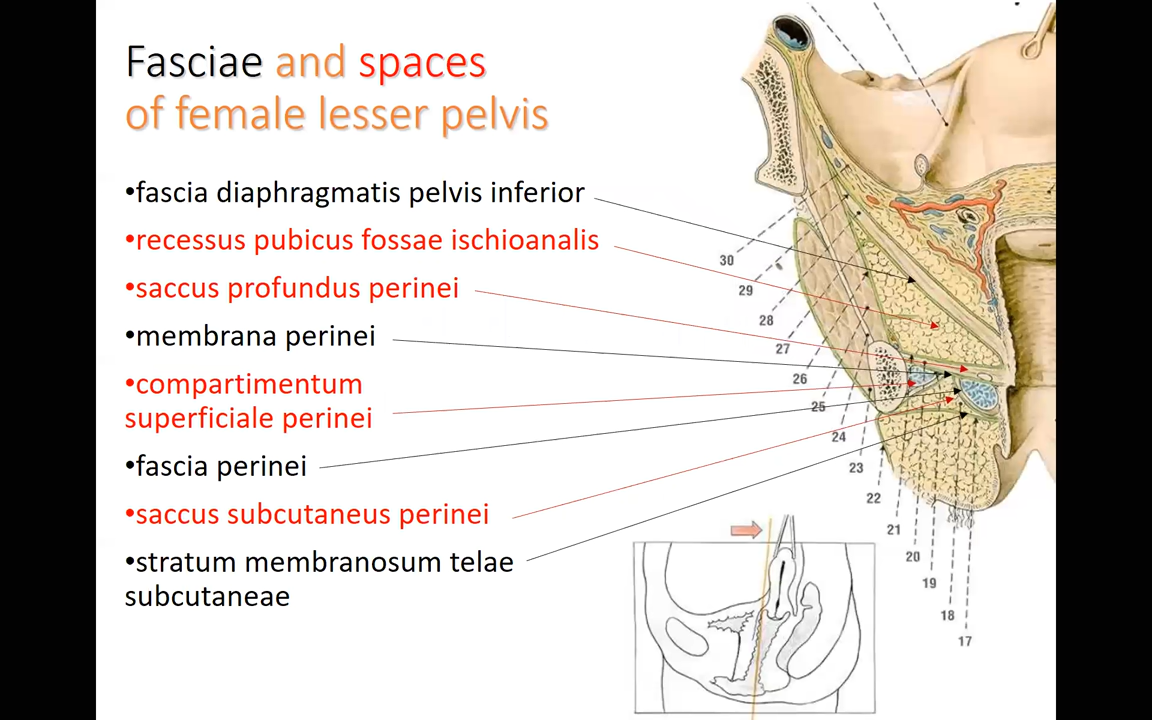 Fasciae and spaces
of female lesser pelvis
•fascia diaphragmatis pelvis inferior
•recessus pubicus fossae ischioanalis
•saccus profundus perinei
•membrana perinei
•compartimentum
superficiale perinei
•fascia perinei
•saccus subcutaneus perinei
•stratum membranosum telae
subcutaneae
30
29
28
27
26
25
24
23
22
21
20
19
18
17